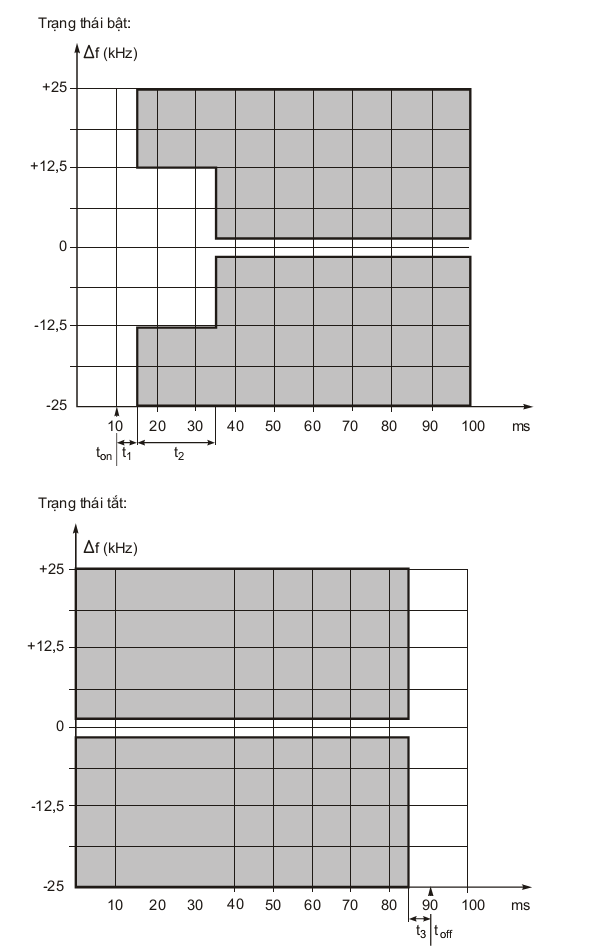 Trạng thái bật:
Δf (kHz)
+25
+12,5
0
-12,5
-25
10 20 30 40 50 60 70 80 90 100 ms
ton t1 t2
Trạng thái tắt:
Δf (kHz)
+25
+12,5
0
-12,5
-25
10 20 30 40 50 60 70 80 90 100 ms
t3 toff